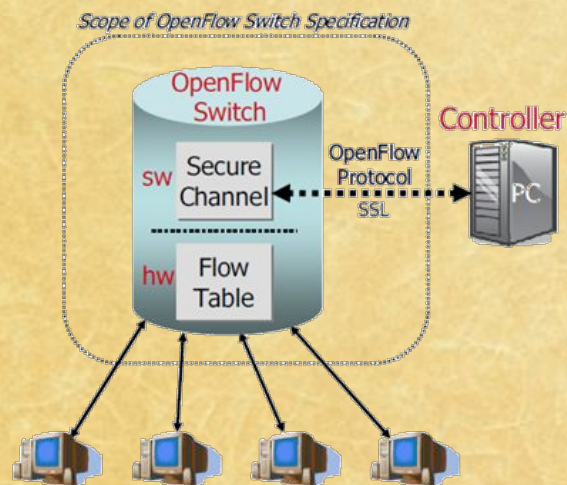 Scope of OpenFlow Switch Specification
OpenFlow
Switch
Controller
sw
Secure
Channel
OpenFlow
Protocol
SSL
PC
hw
Flow
Table